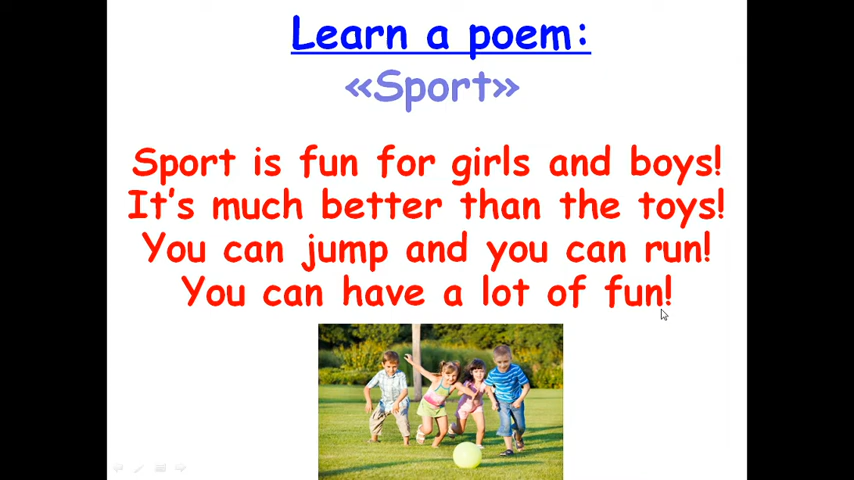 Learn a poem:
«Sport»
Sport is fun for girls and boys!
It's much better than the toys!
You can jump and you can run!
You can have a lot of fun!